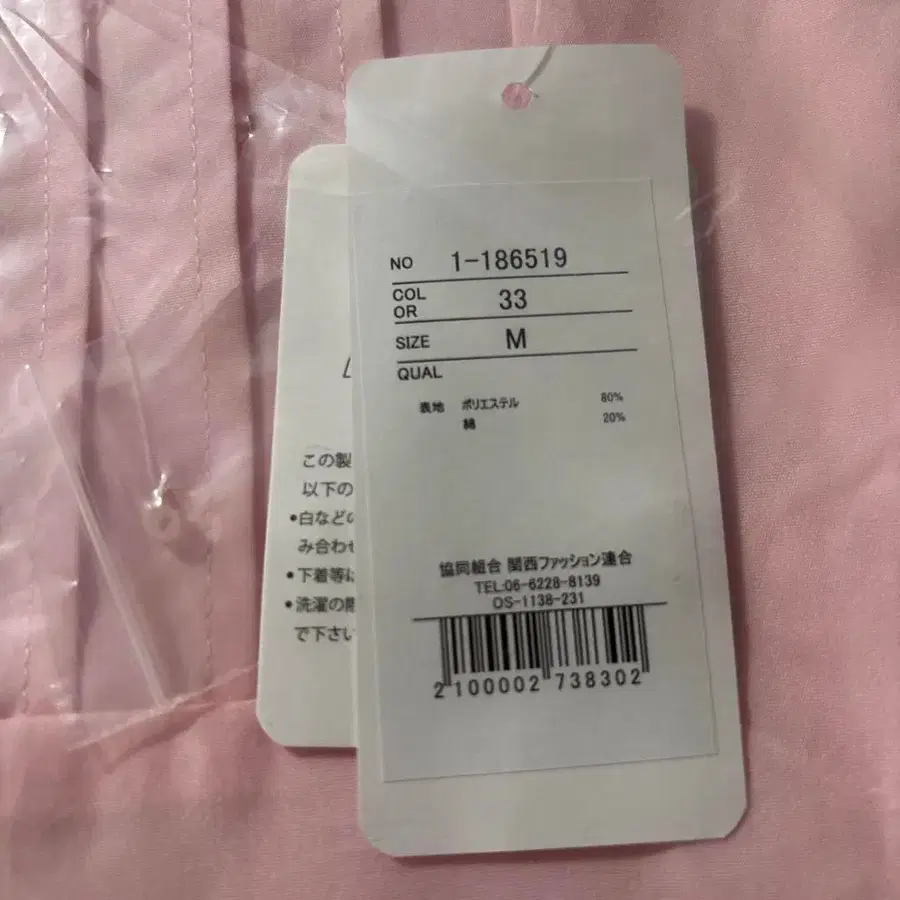 NO 1-186519
COL OR 33
SIZE M
QUAL
表地 ポリエステル 80%
綿 20%
協同組合 関西ファッション連合
TEL:06-6228-8139
OS-1138-231
2 100002 738302
この製
以下の
•白などの
み合わせ
•下着等に
•洗濯の際
で下さい